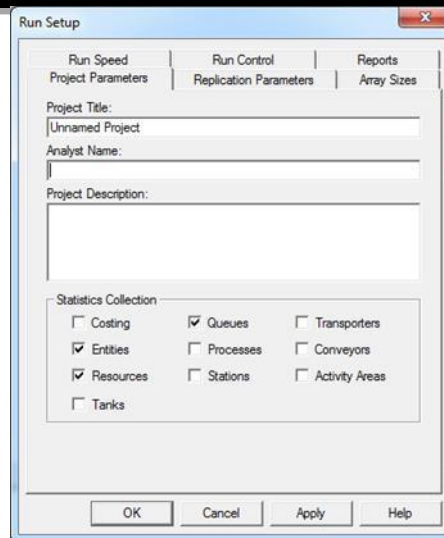 Run Setup
Run Speed Run Control Reports
Project Parameters Replication Parameters Array Sizes
Project Title:
Unnamed Project
Analyst Name:
Project Description:
Statistics Collection
Costing Queues Transporters
Entities Processes Conveyors
Resources Stations Activity Areas
Tanks
OK Cancel Apply Help